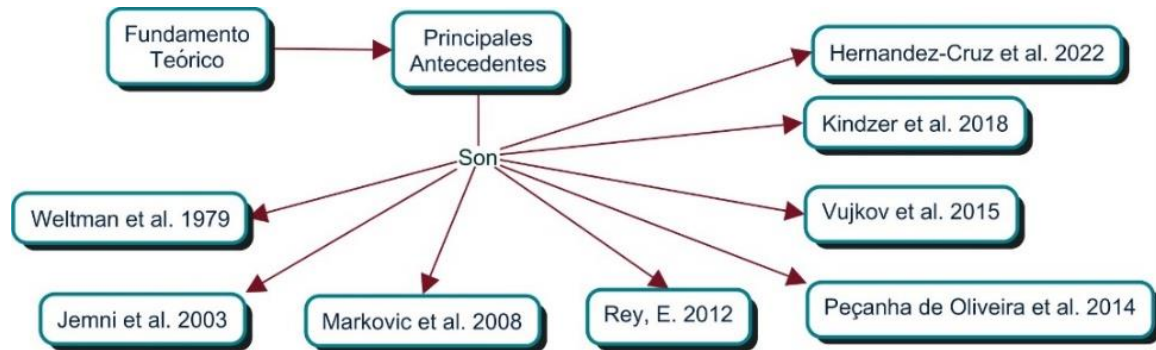 Fundamento
Teórico
Principales
Antecedentes
Hernandez-Cruz et al. 2022
Kindzer et al. 2018
Son
Weltman et al. 1979
Vujkov et al. 2015
Jemni et al. 2003
Markovic et al. 2008
Rey, E. 2012
Peçanha de Oliveira et al. 2014